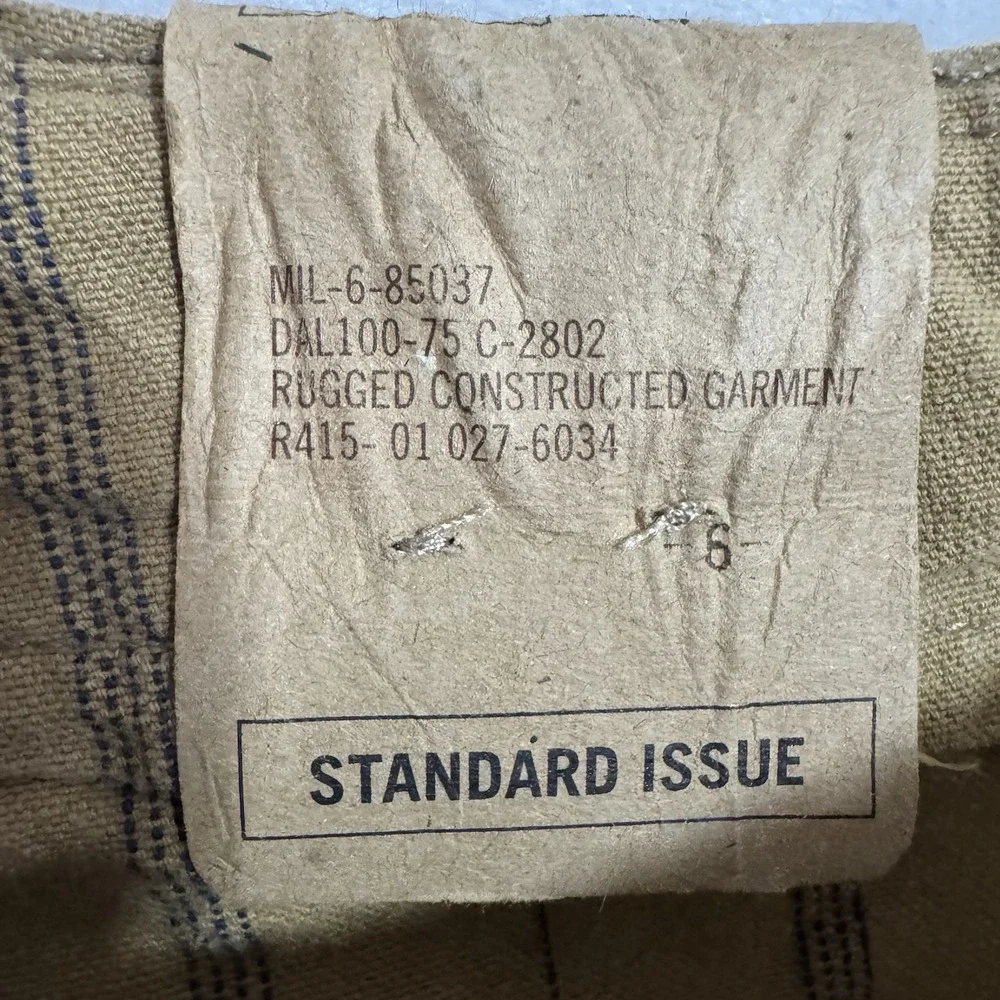 MIL-6-85037
DAL100-75 C-2802
RUGGED CONSTRUCTED GARMENT
R415- 01 027-6034
-6-
STANDARD ISSUE